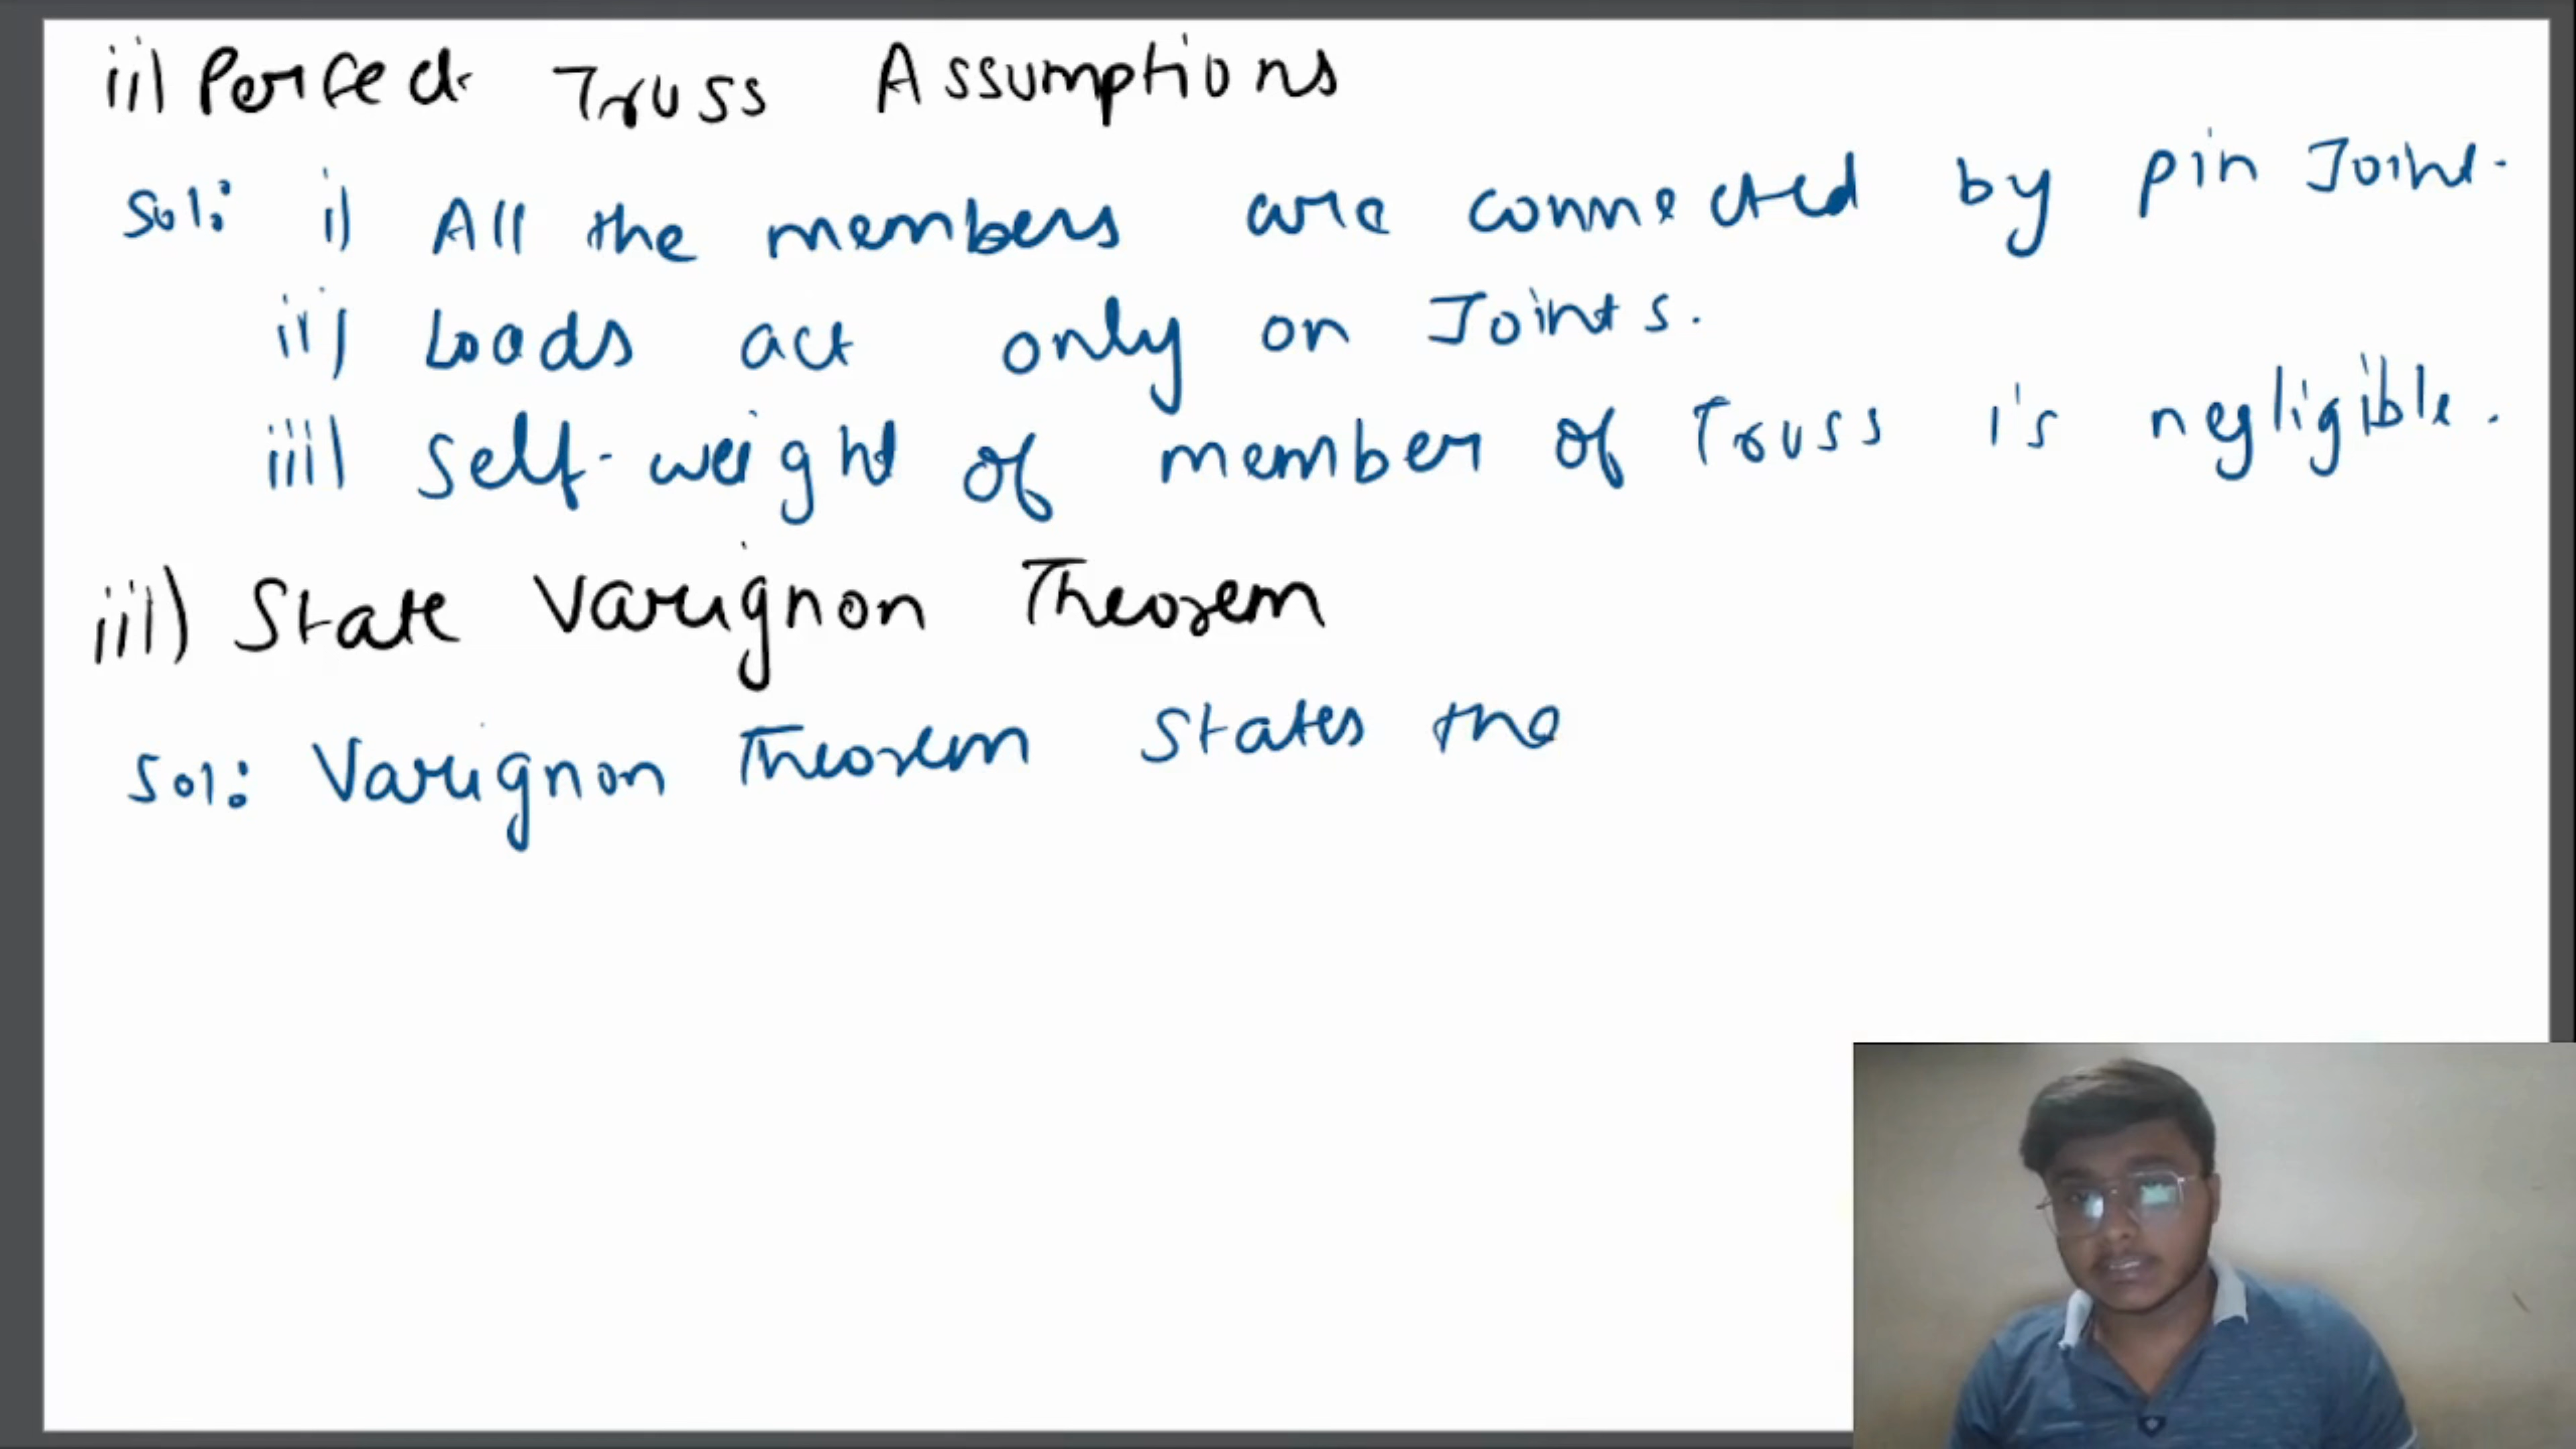 ii) Perfect Truss Assumptions
Sol: i) All the members are connected by pin Joint.
ii) Loads act only on Joints.
iii) Self-weight of member of Truss is negligible.
iii) State Varignon Theorem
Sol: Varignon Theorem States the